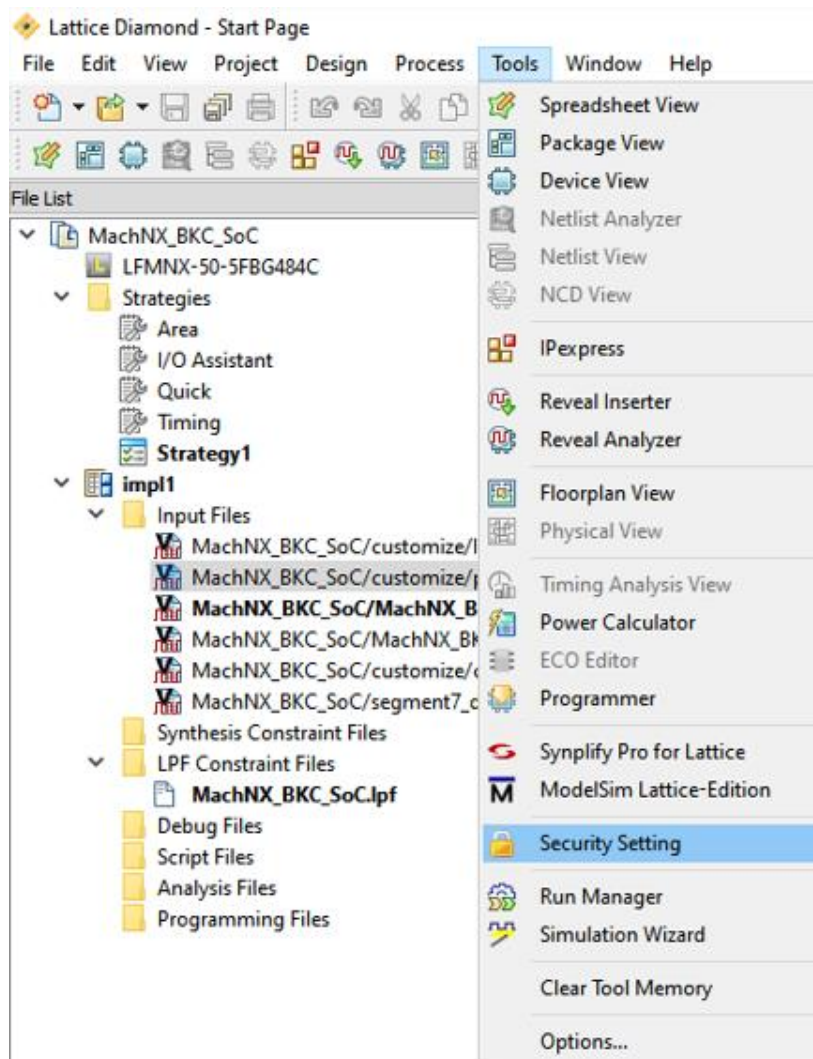 Lattice Diamond - Start Page
File Edit View Project Design Process Tools Window Help
File List
MachNX_BKC_SoC
LFMNX-50-5FBG484C
Strategies
Area
I/O Assistant
Quick
Timing
Strategy1
impl1
Input Files
MachNX_BKC_SoC/customize/
MachNX_BKC_SoC/customize/
MachNX_BKC_SoC/MachNX_B
MachNX_BKC_SoC/MachNX_BK
MachNX_BKC_SoC/customize/
MachNX_BKC_SoC/segment7_
Synthesis Constraint Files
LPF Constraint Files
MachNX_BKC_SoC.lpf
Debug Files
Script Files
Analysis Files
Programming Files
Spreadsheet View
Package View
Device View
Netlist Analyzer
Netlist View
NCD View
IPexpress
Reveal Inserter
Reveal Analyzer
Floorplan View
Physical View
Timing Analysis View
Power Calculator
ECO Editor
Programmer
Synplify Pro for Lattice
ModelSim Lattice-Edition
Security Setting
Run Manager
Simulation Wizard
Clear Tool Memory
Options...